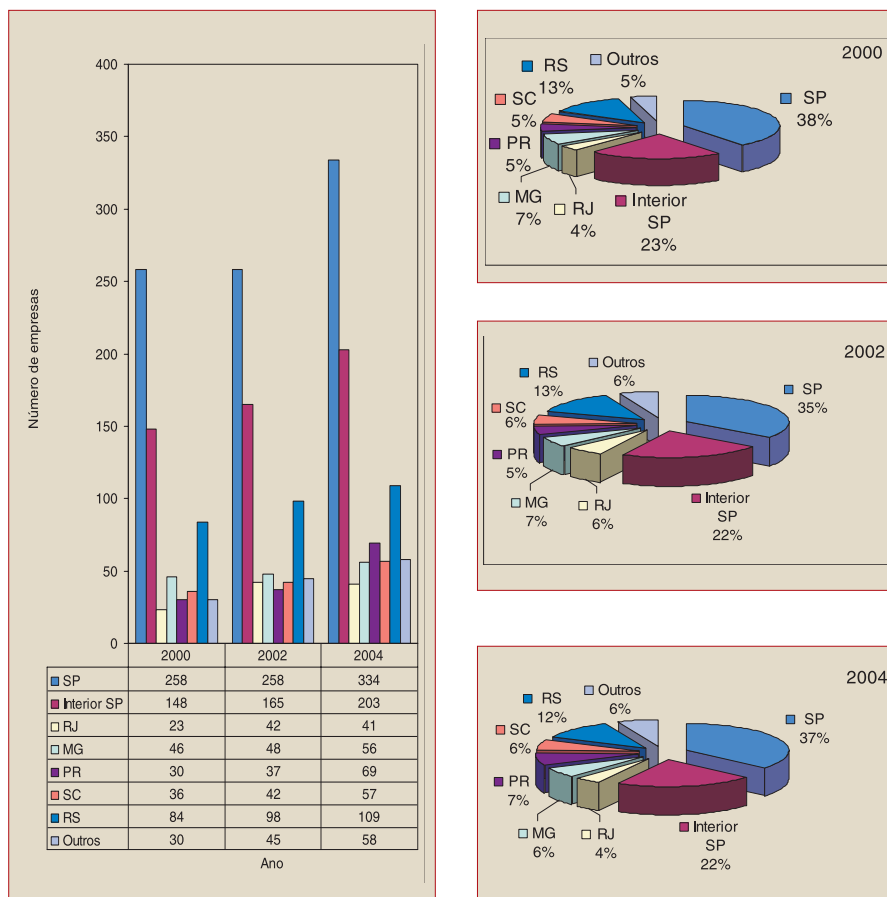 400
350
300
250
200
150
100
50
0
Número de empresas
2000 2002 2004
SP 258 258 334
Interior SP 148 165 203
RJ 23 42 41
MG 46 48 56
PR 30 37 69
SC 36 42 57
RS 84 98 109
Outros 30 45 58
Ano
2000
Outros
5%
RS
13%
SP
38%
SC
5%
PR
5%
MG
7%
RJ
4%
Interior
SP
23%
2002
Outros
6%
RS
13%
SP
35%
SC
6%
PR
5%
MG
7%
RJ
6%
Interior
SP
22%
2004
Outros
6%
RS
12%
SP
37%
SC
6%
PR
7%
MG
6%
RJ
4%
Interior
SP
22%